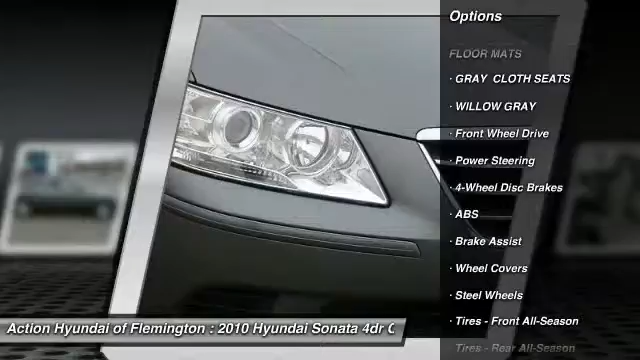 Options
FLOOR MATS
· GRAY CLOTH SEATS
· WILLOW GRAY
· Front Wheel Drive
· Power Steering
· 4-Wheel Disc Brakes
· ABS
· Brake Assist
· Wheel Covers
· Steel Wheels
· Tires - Front All-Season
Tires - Rear All-Season
Action Hyundai of Flemington : 2010 Hyundai Sonata 4dr